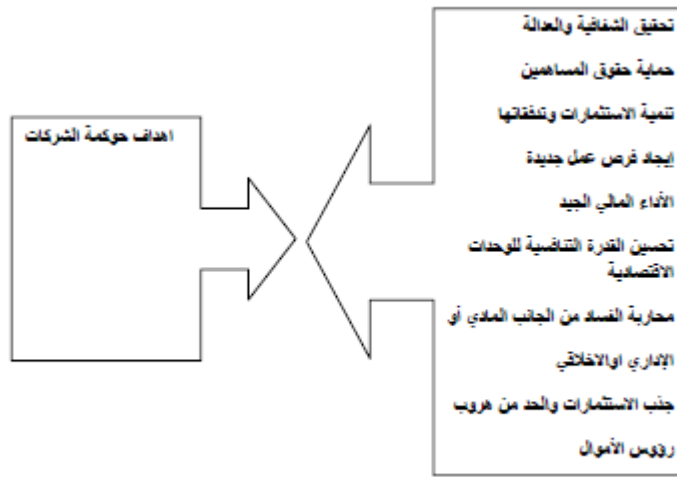 تحقيق الشفافية والعدالة
حماية حقوق المساهمين
تنمية الاستثمارات وتدفقاتها
إيجاد فرص عمل جديدة
الأداء المالي الجيد
تحسين القدرة التنافسية للوحدات
الاقتصادية
محاربة الفساد من الجانب المادي أو
الإداري اوالاخلاقي
جذب الاستثمارات والحد من هروب
رؤوس الأموال
اهداف حوكمة الشركات